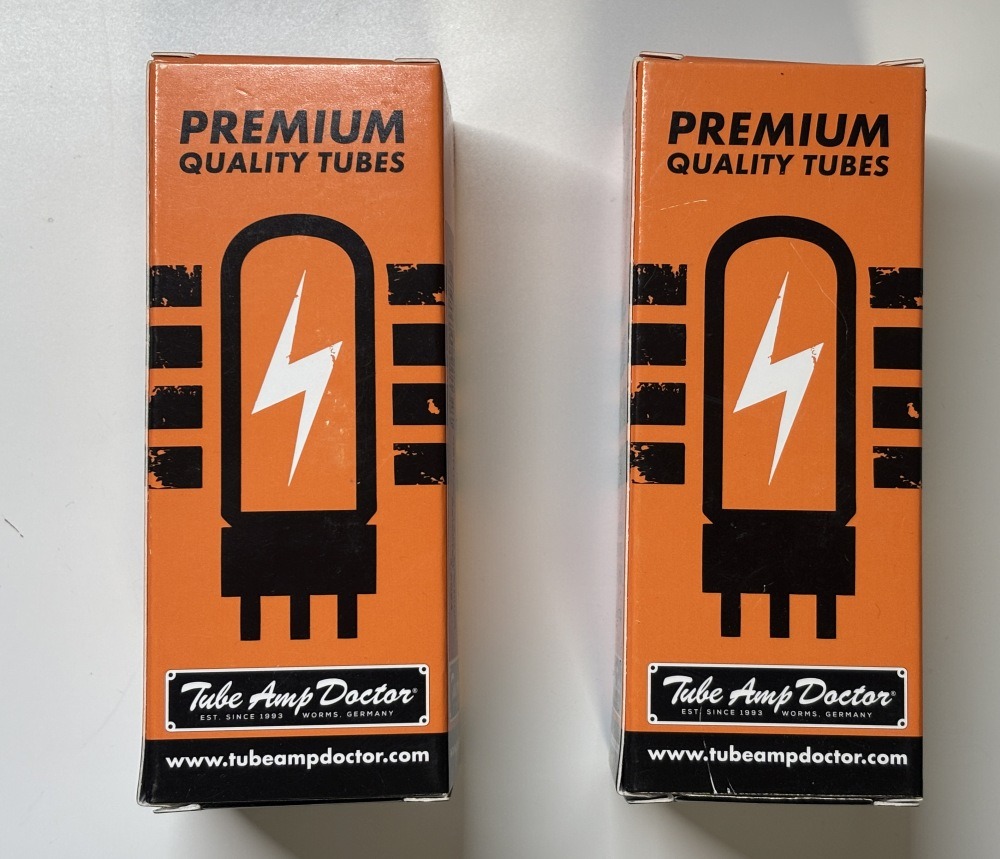 PREMIUM
QUALITY TUBES
Tube Amp Doctor®
EST. SINCE 1993 WORMS. GERMANY
www.tubeampdoctor.com
PREMIUM
QUALITY TUBES
Tube Amp Doctor®
EST. SINCE 1993 WORMS. GERMANY
www.tubeampdoctor.com